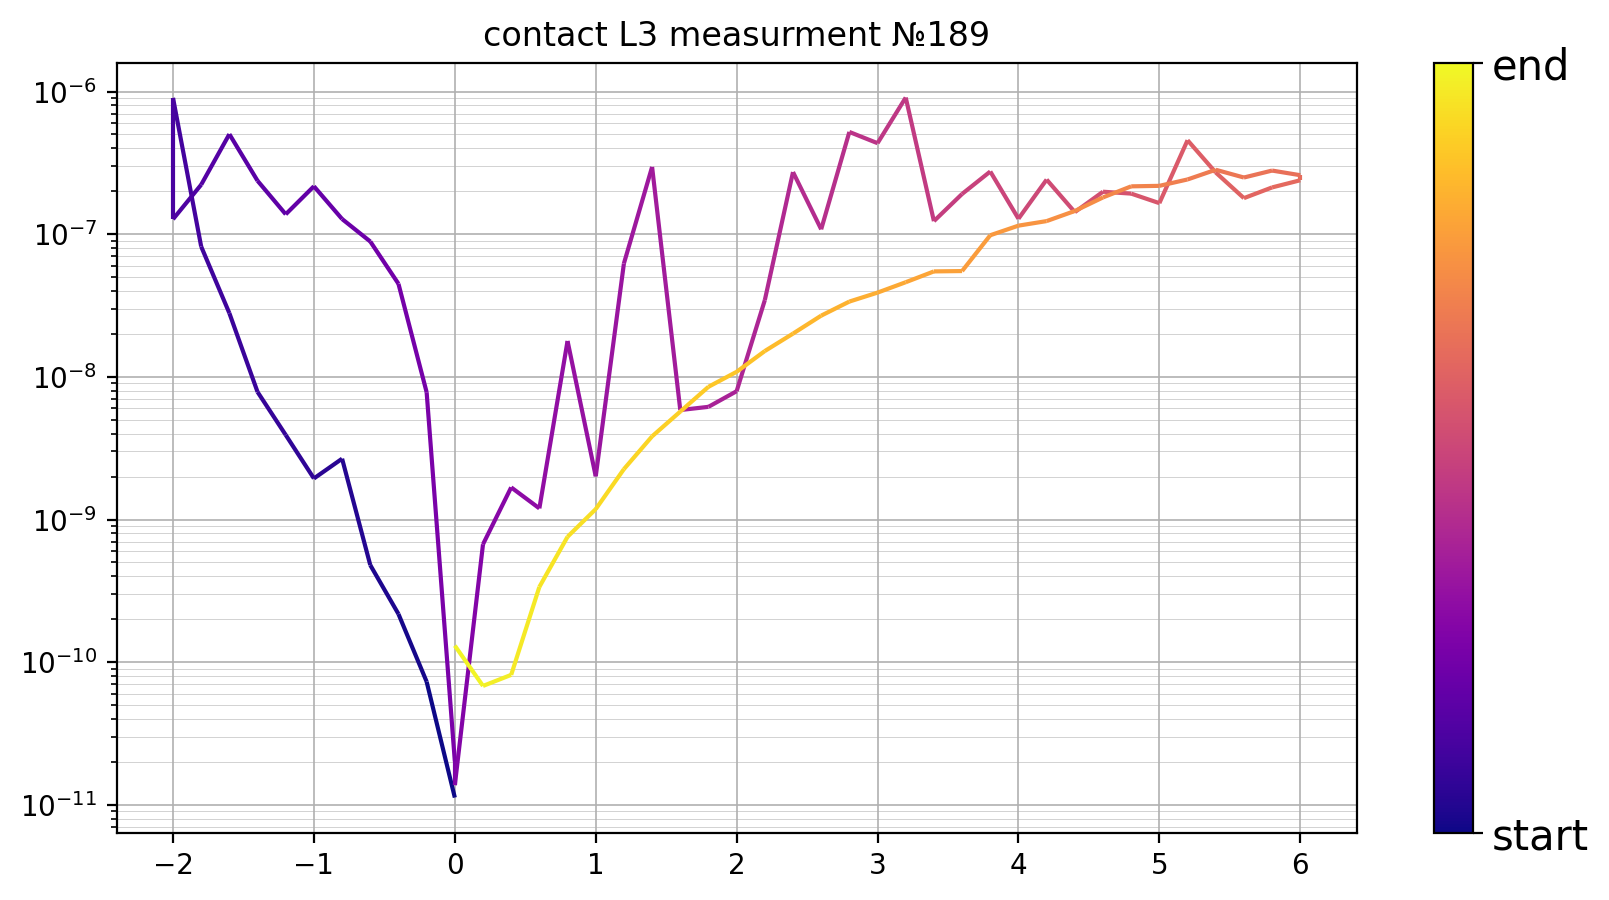 contact L3 measurment №189
10⁻⁶
10⁻⁷
10⁻⁸
10⁻⁹
10⁻¹⁰
10⁻¹¹
−2 −1 0 1 2 3 4 5 6
end
start